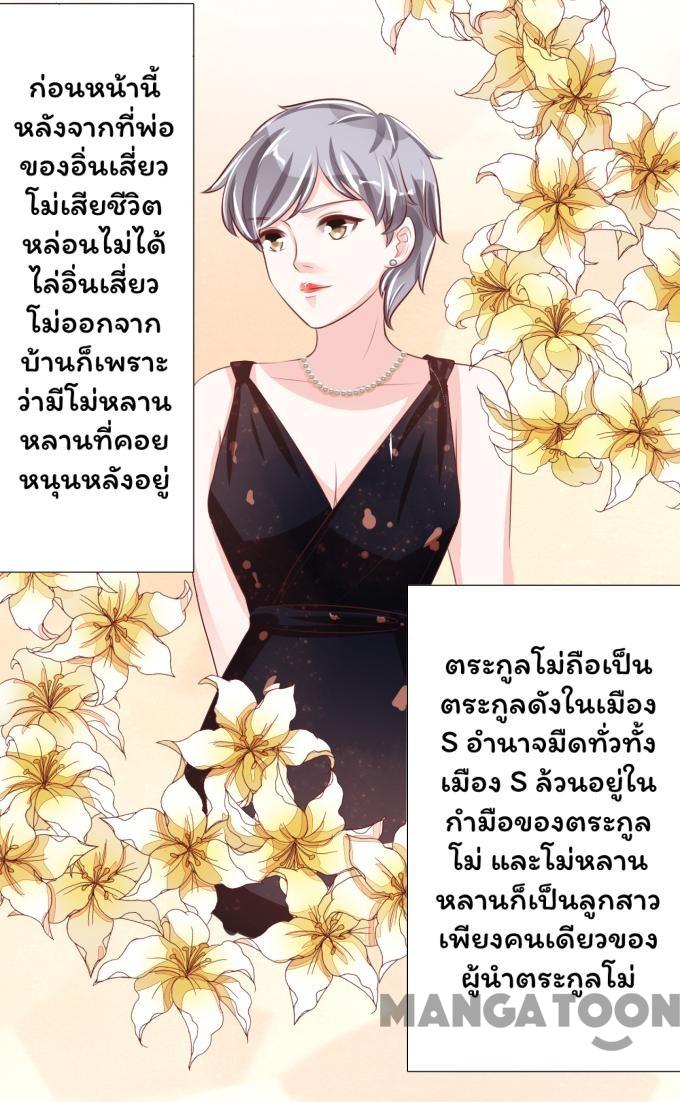 ก่อนหน้านี้
หลังจากที่พ่อ
ของอิ่นเสี่ยว
โม่เสียชีวิต
หล่อนไม่ได้
ไล่อิ่นเสี่ยว
โม่ออกจาก
บ้านก็เพราะ
ว่ามีโม่หลาน
หลานที่คอย
หนุนหลังอยู่
ตระกูลโม่ถือเป็น
ตระกูลดังในเมือง
S อำนาจมืดทั่วทั้ง
เมือง S ล้วนอยู่ใน
กำมือของตระกูล
โม่ และโม่หลาน
หลานก็เป็นลูกสาว
เพียงคนเดียวของ
ผู้นำตระกูลโม่
MANGATOON